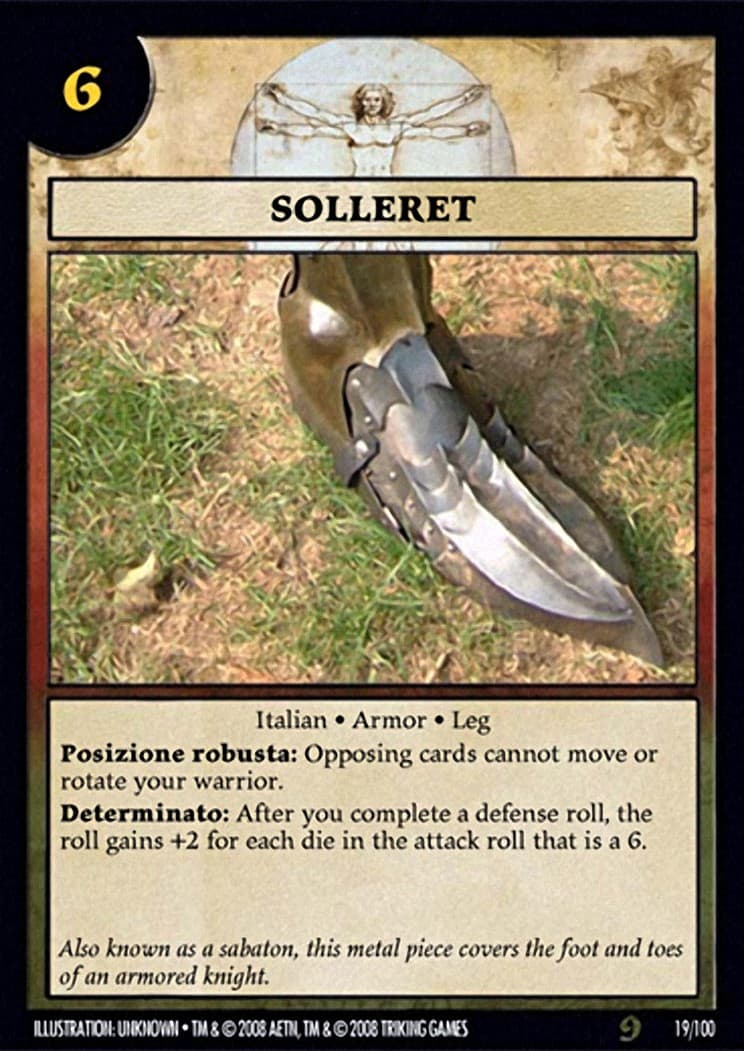 6
SOLLERET
Italian • Armor • Leg
Posizione robusta: Opposing cards cannot move or
rotate your warrior.
Determinato: After you complete a defense roll, the
roll gains +2 for each die in the attack roll that is a 6.
Also known as a sabaton, this metal piece covers the foot and toes
of an armored knight.
ILLUSTRATION: UNKNOWN • TM & © 2008 AETN, TM & © 2008 TRIKING GAMES
19/100